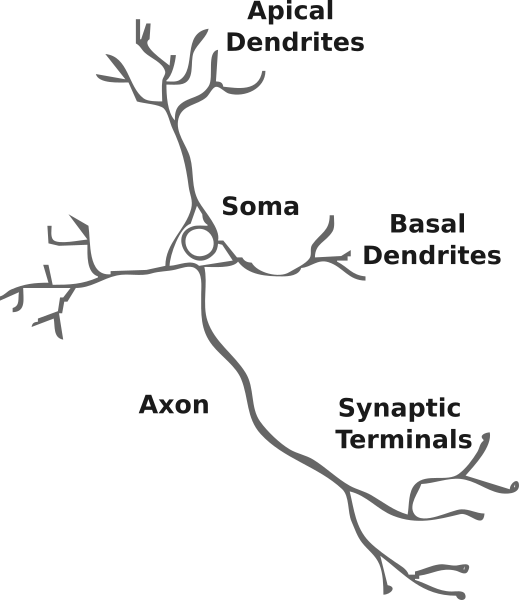 Apical
Dendrites
Soma
Basal
Dendrites
Axon
Synaptic
Terminals